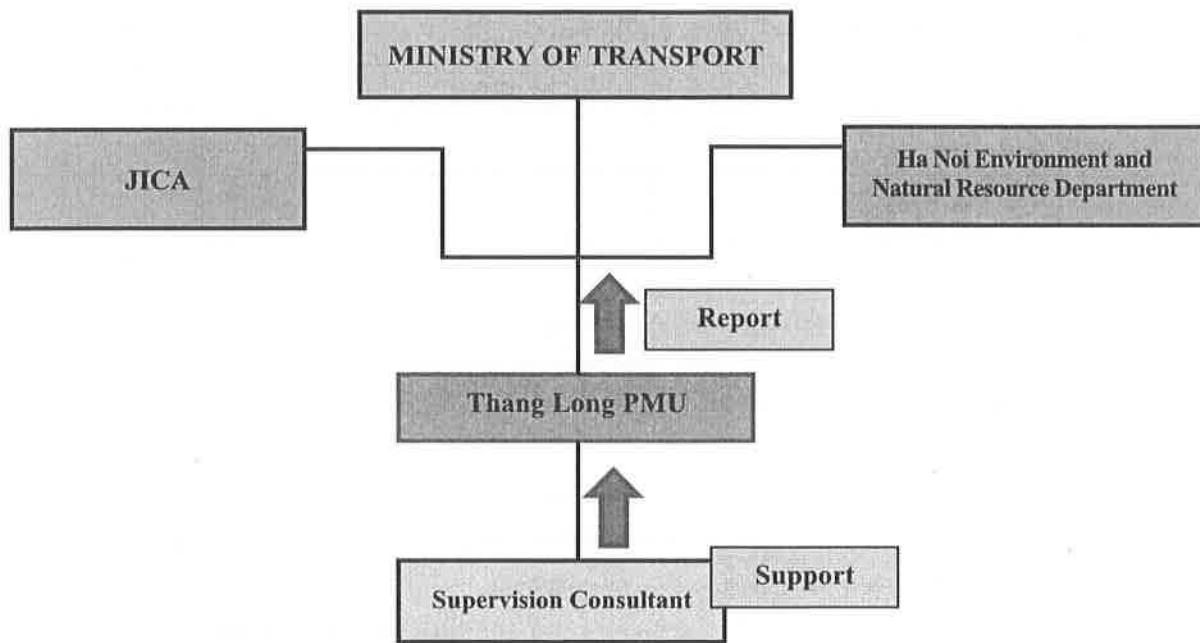 MINISTRY OF TRANSPORT
JICA
Ha Noi Environment and
Natural Resource Department
Report
Thang Long PMU
Support
Supervision Consultant